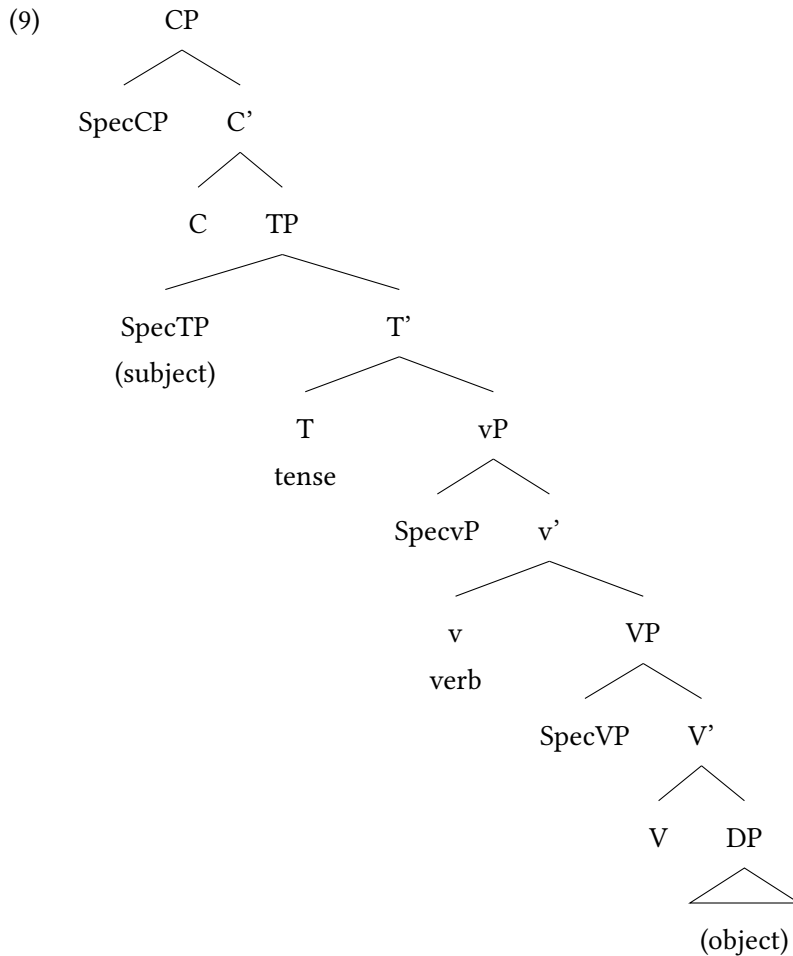 (9) CP
SpecCP C’
C TP
SpecTP T’
(subject)
T vP
tense
SpecvP v’
v VP
verb
SpecVP V’
V DP
(object)